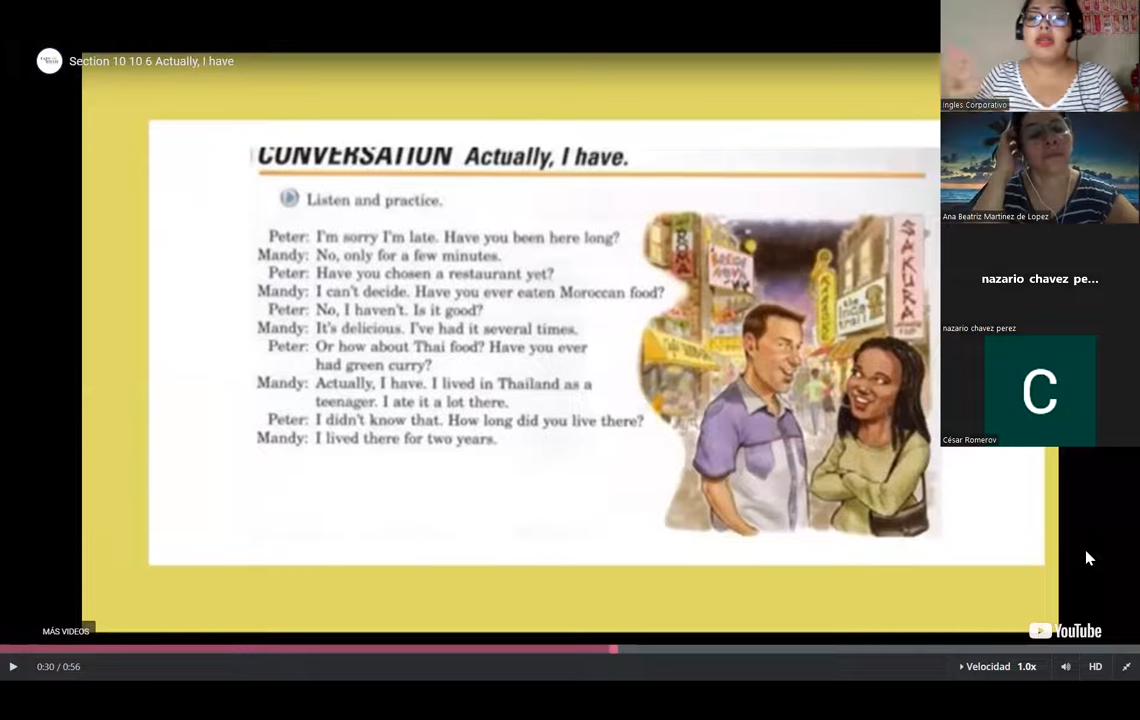 Section 10 10 6 Actually, I have
CONVERSATION Actually, I have.
Listen and practice.
Peter: I'm sorry I'm late. Have you been here long?
Mandy: No, only for a few minutes.
Peter: Have you chosen a restaurant yet?
Mandy: I can't decide. Have you ever eaten Moroccan food?
Peter: No, I haven't. Is it good?
Mandy: It's delicious. I've had it several times.
Peter: Or how about Thai food? Have you ever
had green curry?
Mandy: Actually, I have. I lived in Thailand as a
teenager. I ate it a lot there.
Peter: I didn't know that. How long did you live there?
Mandy: I lived there for two years.
SAKURA
the Inca trail
Ingles Corporativo
Ana Beatriz Martinez de Lopez
nazario chavez pe...
nazario chavez perez
C
César Romerov
MÁS VIDEOS
YouTube
0:30 / 0:56
Velocidad 1.0x
HD